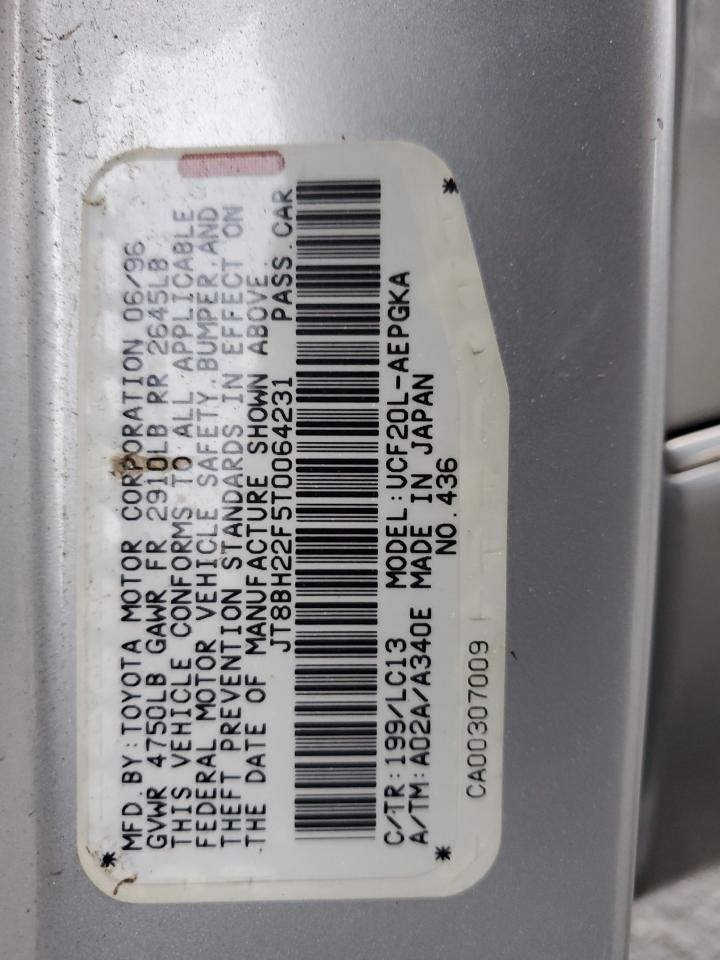 MFD. BY: TOYOTA MOTOR CORPORATION 06/96
GVWR 4750LB GAWR FR 2910LB RR 2645LB
THIS VEHICLE CONFORMS TO ALL APPLICABLE
FEDERAL MOTOR VEHICLE SAFETY, BUMPER, AND
THEFT PREVENTION STANDARDS IN EFFECT ON
THE DATE OF MANUFACTURE SHOWN ABOVE.
JT8BH22F5T0064231 PASS. CAR
C/TR: 199/LC13 MODEL: UCF20L-AEPGKA
A/TM: A02A/A340E MADE IN JAPAN
NO. 436
CA00307009